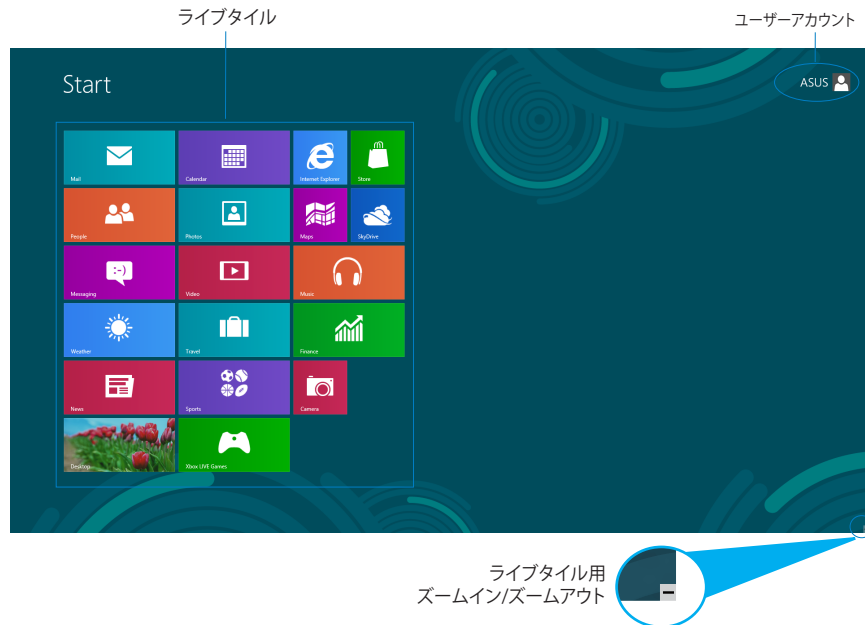 ライブタイル
ユーザーアカウント
Start
ASUS
Mail
Calendar
Internet Explorer
Store
People
Photos
Maps
SkyDrive
Messaging
Video
Music
Weather
Travel
Finance
News
Sports
Camera
Desktop
Xbox LIVE Games
ライブタイル用
ズームイン/ズームアウト